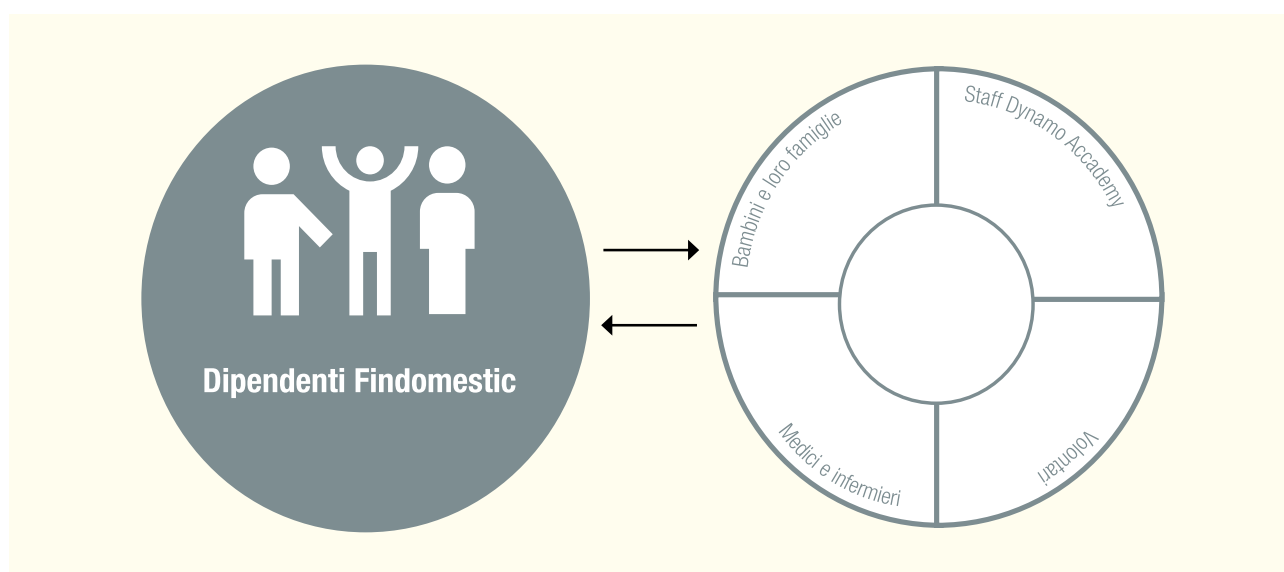 Dipendenti Findomestic
Bambini e loro famiglie
Staff Dynamo Accademy
Medici e infermieri
Volontari